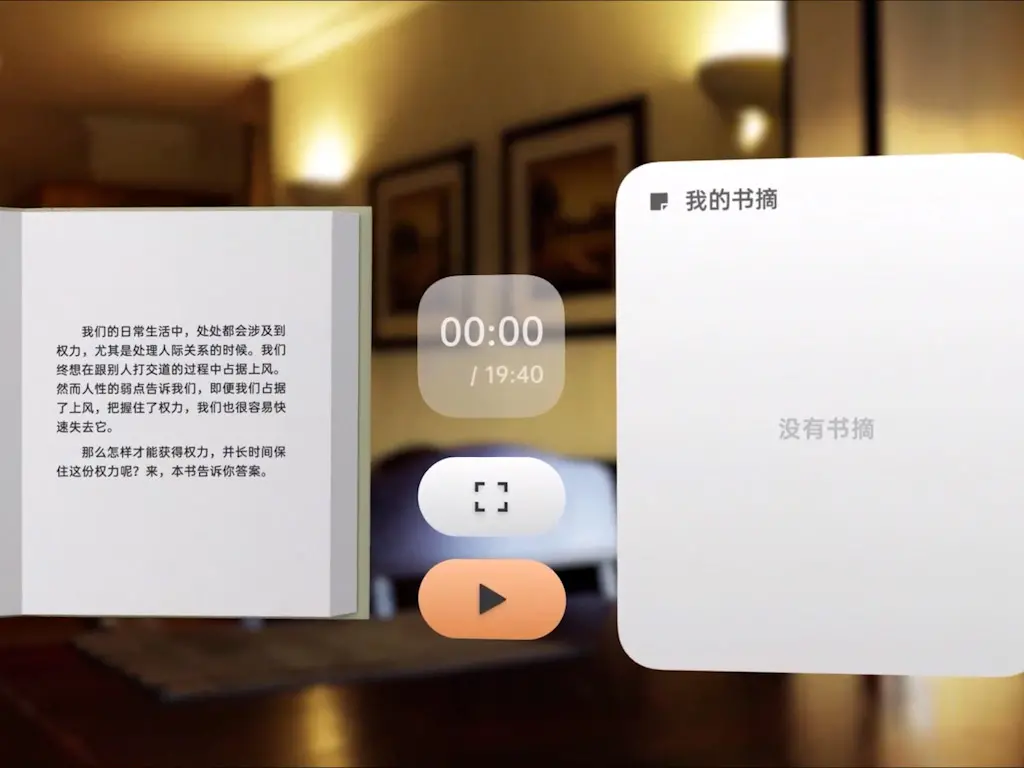 我们的日常生活中，处处都会涉及到
权力，尤其是处理人际关系的时候。我们
终想在跟别人打交道的过程中占据上风。
然而人性的弱点告诉我们，即便我们占据
了上风，把握住了权力，我们也很容易快
速失去它。
那么怎样才能获得权力，并长时间保
住这份权力呢？来，本书告诉你答案。
00:00
/ 19:40
我的书摘
没有书摘